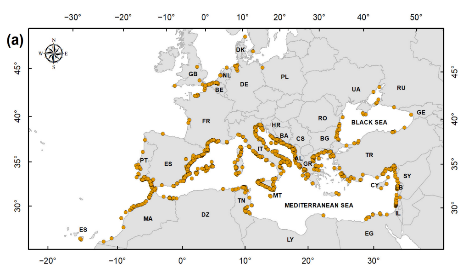 −30° −20° −10° 0° 10° 20° 30° 40° 50°
(a)
N
W E
S
DK
GB
NL
BE
DE
PL
UA
RU
FR
RO
HR
BA
CS
BG
GE
BLACK SEA
PT
ES
IT
AL
GR
TR
CY
SY
LB
IL
MT
TN
MEDITERRANEAN SEA
MA
DZ
ES
LY
EG
45°
40°
35°
30°
45°
40°
35°
30°
−20° −10° 0° 10° 20° 30° 40°